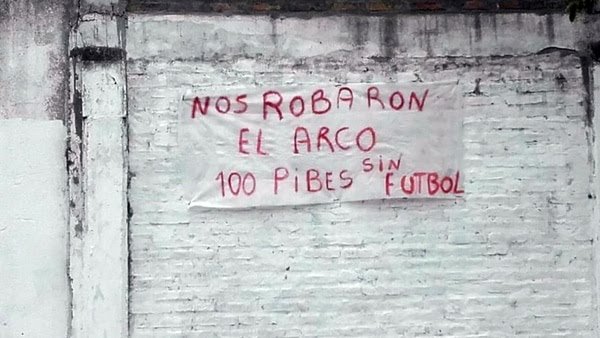 NOS ROBARON
EL ARCO
100 PiBES SiN FUTBOL